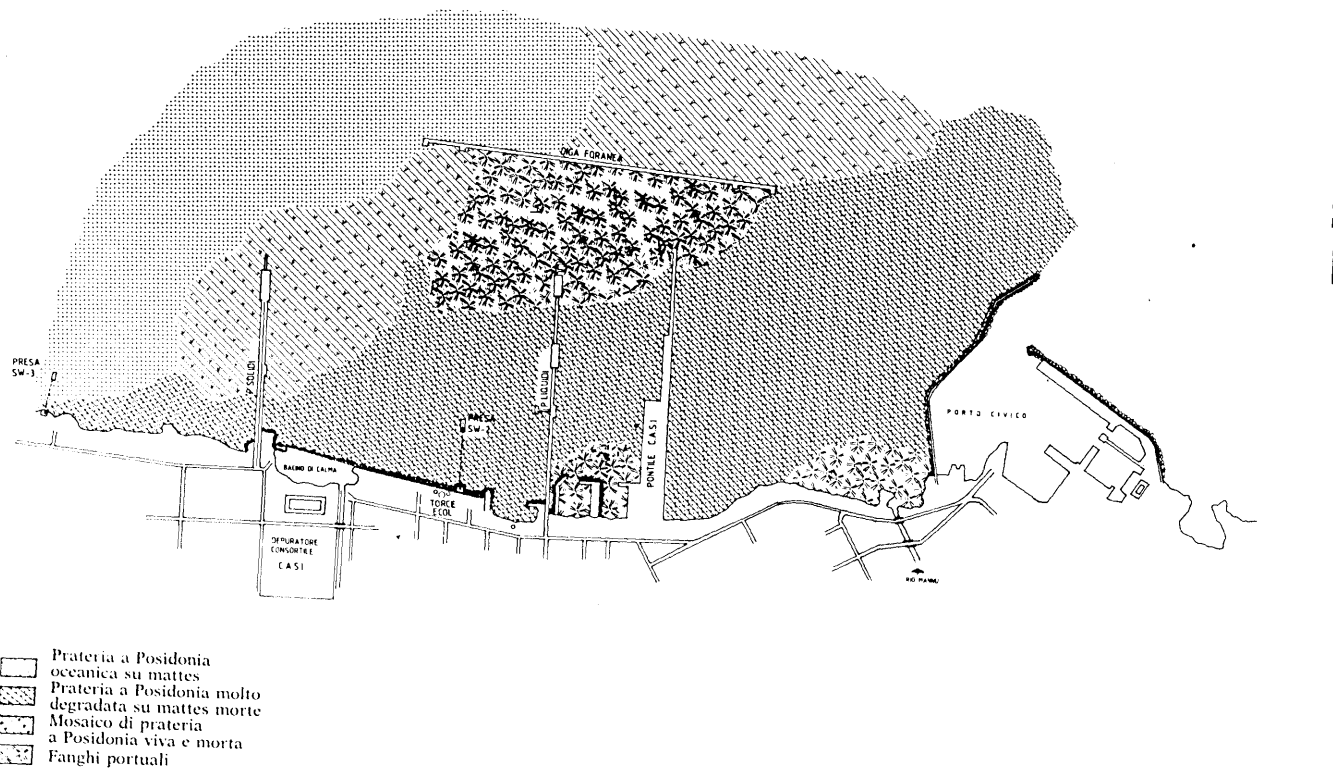 DIGA FORANEA
PRESA
SW-3
P. SOLIDI
P. LIQUIDI
PRESA
SW-2
PONTILE CASI
PORTO CIVICO
BACINO DI CALMA
TORCE
ECOL.
DEPURATORE
CONSORTILE
CASI
RIO MANNU
Prateria a Posidonia
oceanica su mattes
Prateria a Posidonia molto
degradata su mattes morte
Mosaico di prateria
a Posidonia viva e morta
Fanghi portuali